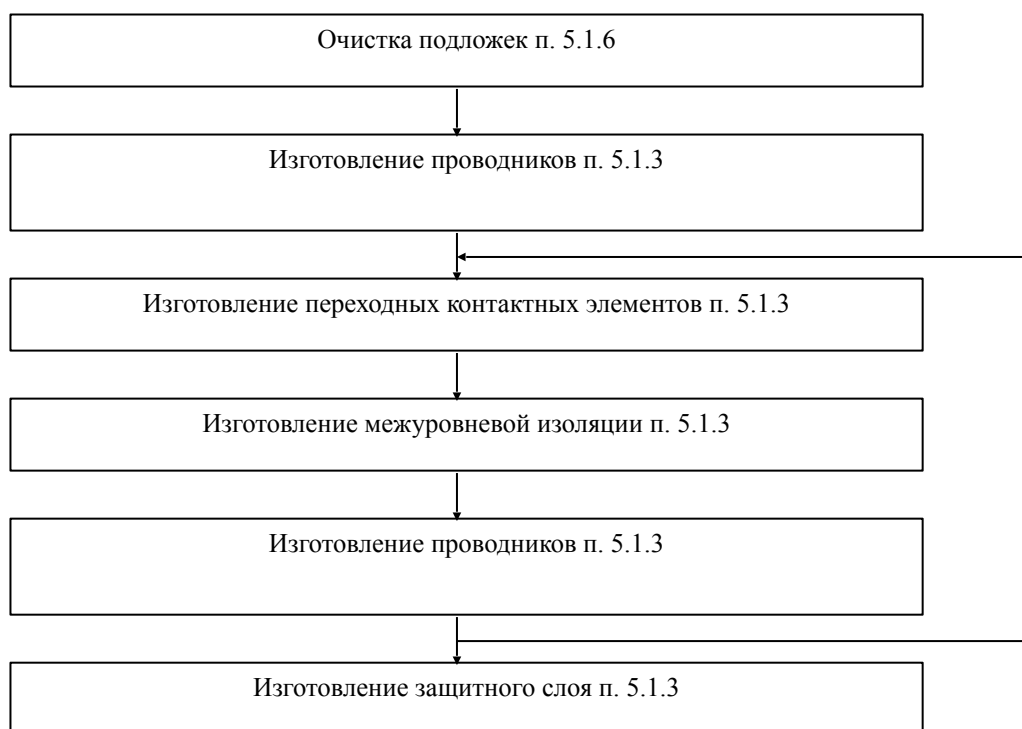 Очистка подложек п. 5.1.6
Изготовление проводников п. 5.1.3
Изготовление переходных контактных элементов п. 5.1.3
Изготовление межуровневой изоляции п. 5.1.3
Изготовление проводников п. 5.1.3
Изготовление защитного слоя п. 5.1.3